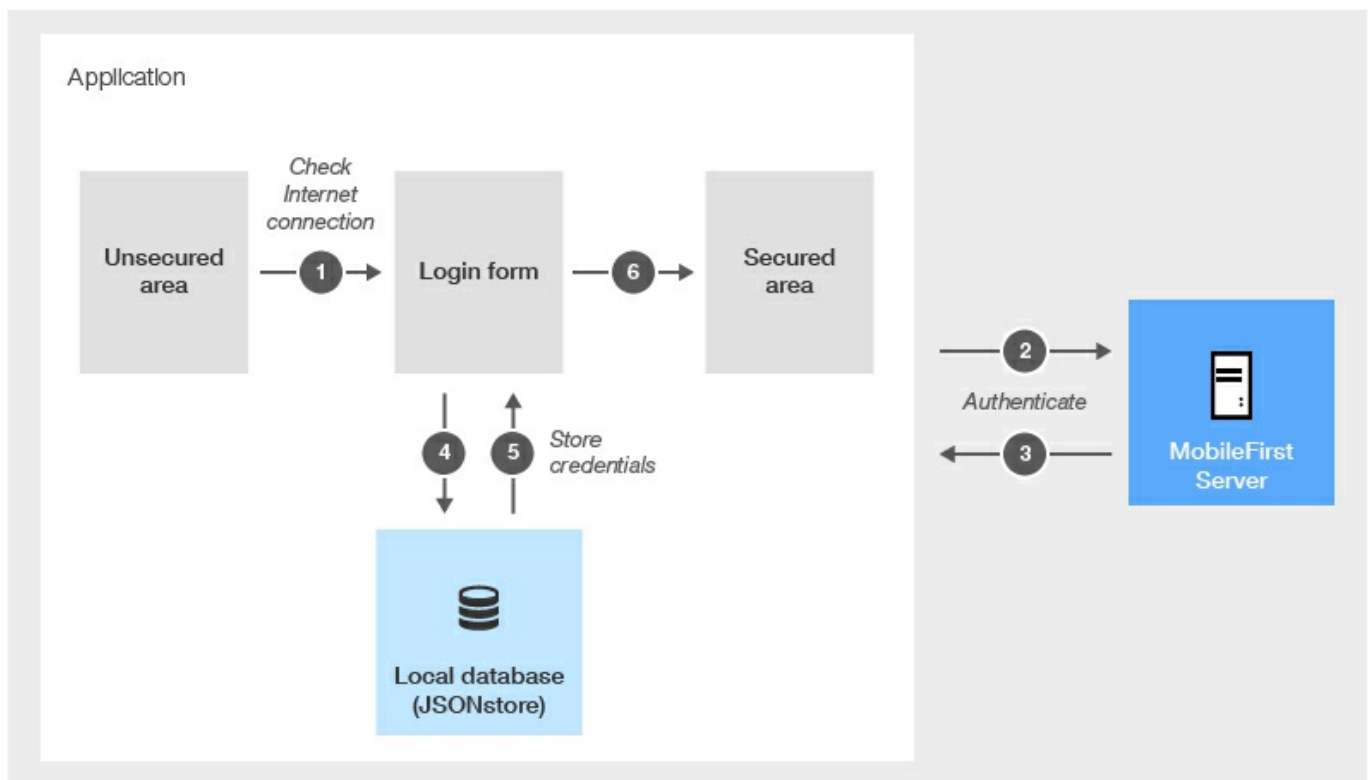 Application
Check
Internet
connection
Unsecured
area
1
Login form
6
Secured
area
2
Authenticate
3
MobileFirst
Server
4
5
Store
credentials
Local database
(JSONstore)